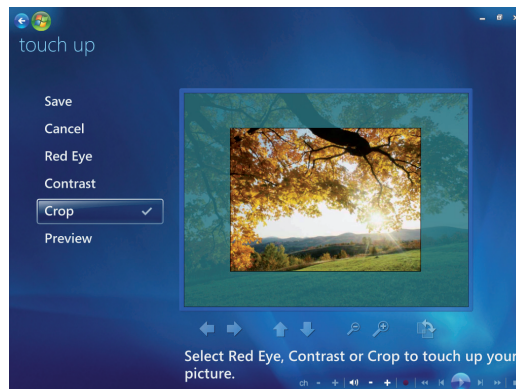 touch up
Save
Cancel
Red Eye
Contrast
Crop
Preview
Select Red Eye, Contrast or Crop to touch up your
picture.
ch